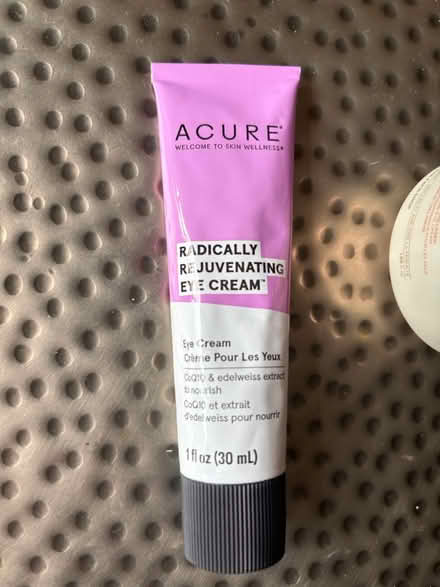 ACURE®
WELCOME TO SKIN WELLNESS®
RADICALLY
REJUVENATING
EYE CREAM™
Eye Cream
Crème Pour Les Yeux
CoQ10 & edelweiss extract
to nourish
CoQ10 et extrait
d'edelweiss pour nourrir
1 fl oz (30 mL)